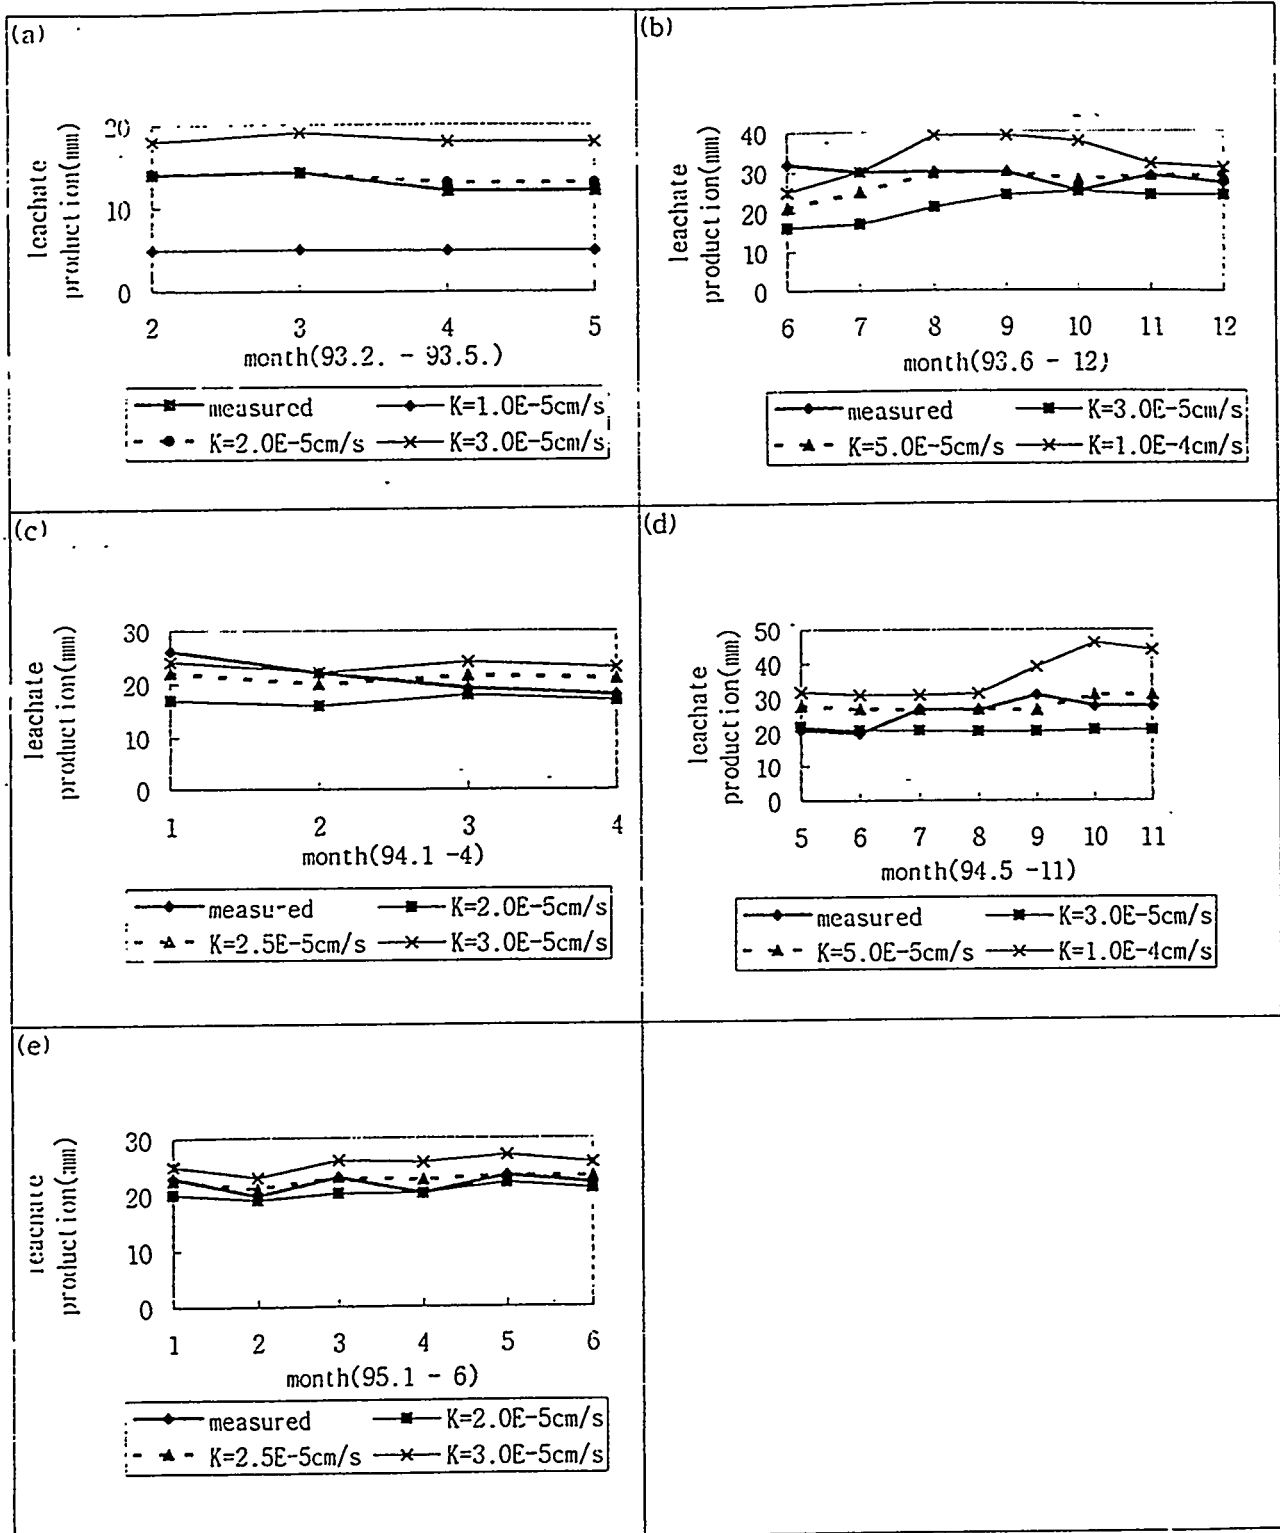 (a)
leachate
production(mm)
20
10
0
2 3 4 5
month(93.2. - 93.5.)
measured K=1.0E-5cm/s
K=2.0E-5cm/s K=3.0E-5cm/s
(b)
leachate
production(mm)
40
30
20
10
0
6 7 8 9 10 11 12
month(93.6 - 12)
measured K=3.0E-5cm/s
K=5.0E-5cm/s K=1.0E-4cm/s
(c)
leachate
production(mm)
30
20
10
0
1 2 3 4
month(94.1 -4)
measured K=2.0E-5cm/s
K=2.5E-5cm/s K=3.0E-5cm/s
(d)
leachate
production(mm)
50
40
30
20
10
0
5 6 7 8 9 10 11
month(94.5 -11)
measured K=3.0E-5cm/s
K=5.0E-5cm/s K=1.0E-4cm/s
(e)
leachate
production(mm)
30
20
10
0
1 2 3 4 5 6
month(95.1 - 6)
measured K=2.0E-5cm/s
K=2.5E-5cm/s K=3.0E-5cm/s